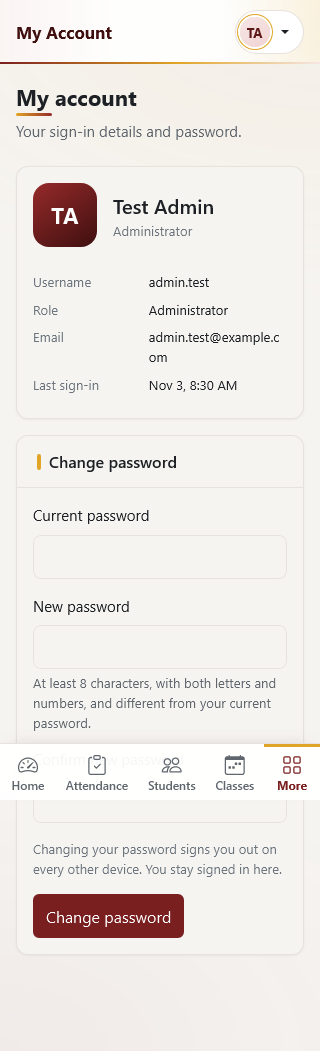 My Account
TA
My account
Your sign-in details and password.
TA
Test Admin
Administrator
Username
admin.test
Role
Administrator
Email
admin.test@example.c
om
Last sign-in
Nov 3, 8:30 AM
Change password
Current password
New password
At least 8 characters, with both letters and
numbers, and different from your current
password.
Confirm new password
Home
Attendance
Students
Classes
More
Changing your password signs you out on
every other device. You stay signed in here.
Change password